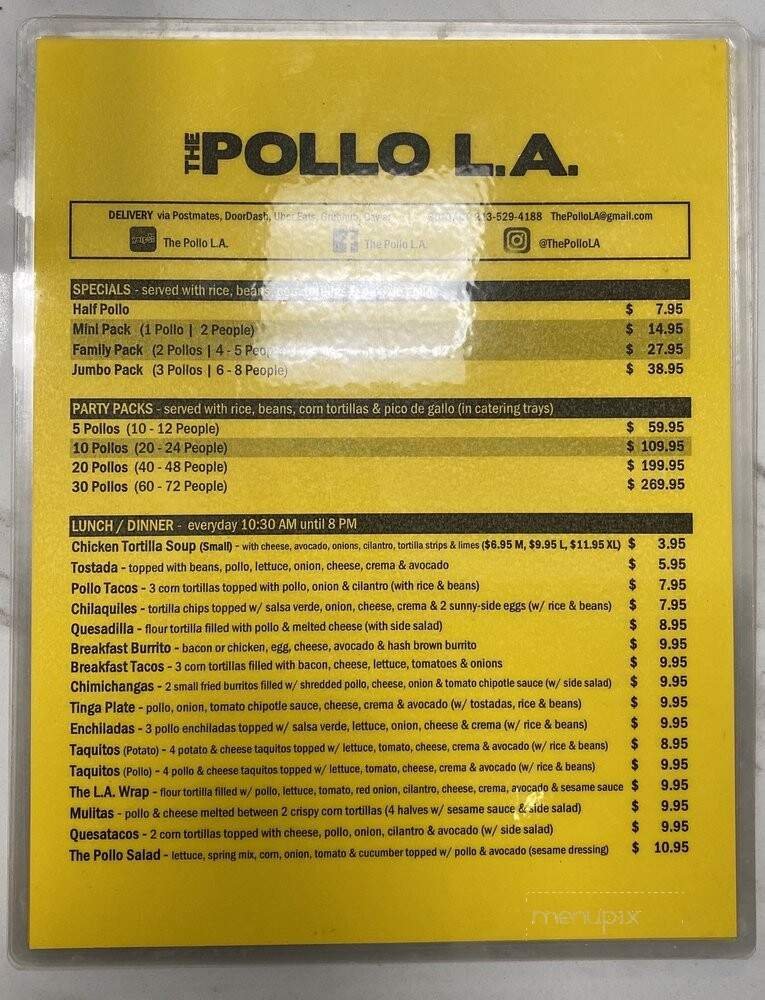 THE POLLO L.A.
DELIVERY via Postmates, DoorDash, Uber Eats, Grubhub, Caviar 213-529-4188 ThePolloLA@gmail.com
The Pollo L.A. The Pollo L.A. @ThePolloLA
SPECIALS - served with rice, beans,
Half Pollo $ 7.95
Mini Pack (1 Pollo | 2 People) $ 14.95
Family Pack (2 Pollos | 4 - 5 People) $ 27.95
Jumbo Pack (3 Pollos | 6 - 8 People) $ 38.95
PARTY PACKS - served with rice, beans, corn tortillas & pico de gallo (in catering trays)
5 Pollos (10 - 12 People) $ 59.95
10 Pollos (20 - 24 People) $ 109.95
20 Pollos (40 - 48 People) $ 199.95
30 Pollos (60 - 72 People) $ 269.95
LUNCH / DINNER - everyday 10:30 AM until 8 PM
Chicken Tortilla Soup (Small) - with cheese, avocado, onions, cilantro, tortilla strips & limes ($6.95 M, $9.95 L, $11.95 XL) $ 3.95
Tostada - topped with beans, pollo, lettuce, onion, cheese, crema & avocado $ 5.95
Pollo Tacos - 3 corn tortillas topped with pollo, onion & cilantro (with rice & beans) $ 7.95
Chilaquiles - tortilla chips topped w/ salsa verde, onion, cheese, crema & 2 sunny-side eggs (w/ rice & beans) $ 7.95
Quesadilla - flour tortilla filled with pollo & melted cheese (with side salad) $ 8.95
Breakfast Burrito - bacon or chicken, egg, cheese, avocado & hash brown burrito $ 9.95
Breakfast Tacos - 3 corn tortillas filled with bacon, cheese, lettuce, tomatoes & onions $ 9.95
Chimichangas - 2 small fried burritos filled w/ shredded pollo, cheese, onion & tomato chipotle sauce (w/ side salad) $ 9.95
Tinga Plate - pollo, onion, tomato chipotle sauce, cheese, crema & avocado (w/ tostadas, rice & beans) $ 9.95
Enchiladas - 3 pollo enchiladas topped w/ salsa verde, lettuce, onion, cheese & crema (w/ rice & beans) $ 9.95
Taquitos (Potato) - 4 potato & cheese taquitos topped w/ lettuce, tomato, cheese, crema & avocado (w/ rice & beans) $ 8.95
Taquitos (Pollo) - 4 pollo & cheese taquitos topped w/ lettuce, tomato, cheese, crema & avocado (w/ rice & beans) $ 9.95
The L.A. Wrap - flour tortilla filled w/ pollo, lettuce, tomato, red onion, cilantro, cheese, crema, avocado & sesame sauce $ 9.95
Mulitas - pollo & cheese melted between 2 crispy corn tortillas (4 halves w/ sesame sauce & side salad) $ 9.95
Quesatacos - 2 corn tortillas topped with cheese, pollo, onion, cilantro & avocado (w/ side salad) $ 9.95
The Pollo Salad - lettuce, spring mix, corn, onion, tomato & cucumber topped w/ pollo & avocado (sesame dressing) $ 10.95
menupix